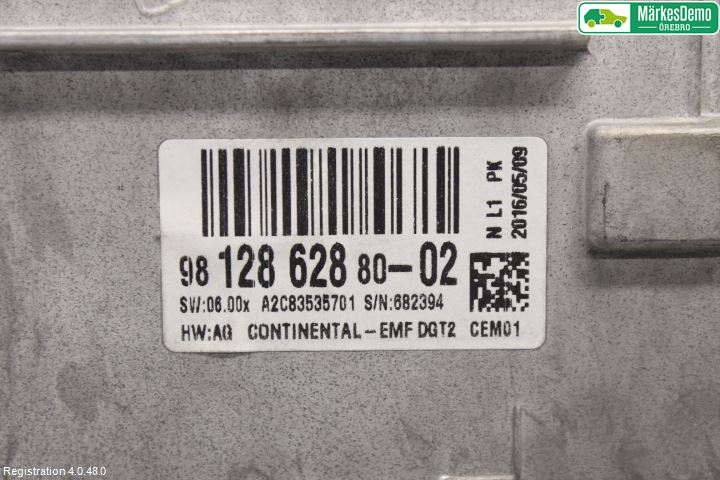 MärkesDemo
ÖREBRO
N L1 PK
2016/05/09
98 128 628 80-02
SW:06.00x A2C83535701 S/N:682394
HW:AG CONTINENTAL-EMF DGT2 CEM01
Registration 4.0.48.0